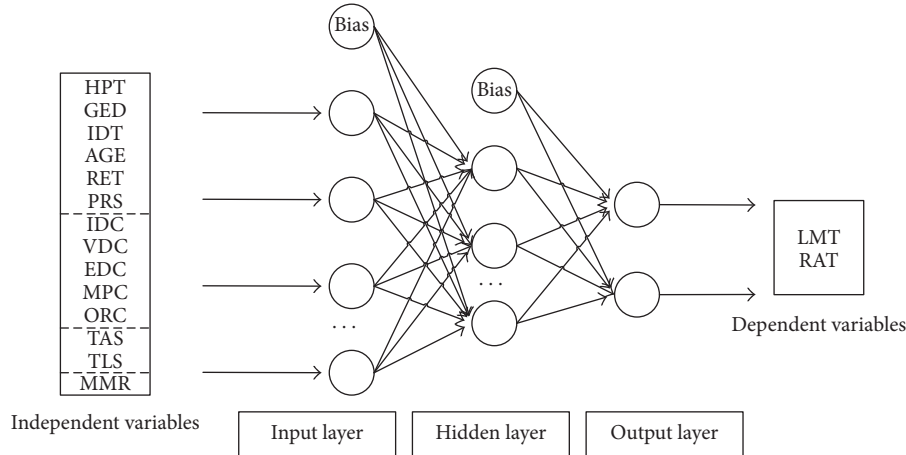 Bias
Bias
HPT
GED
IDT
AGE
RET
PRS
IDC
VDC
EDC
MPC
ORC
TAS
TLS
MMR
Independent variables
...
...
LMT
RAT
Dependent variables
Input layer
Hidden layer
Output layer